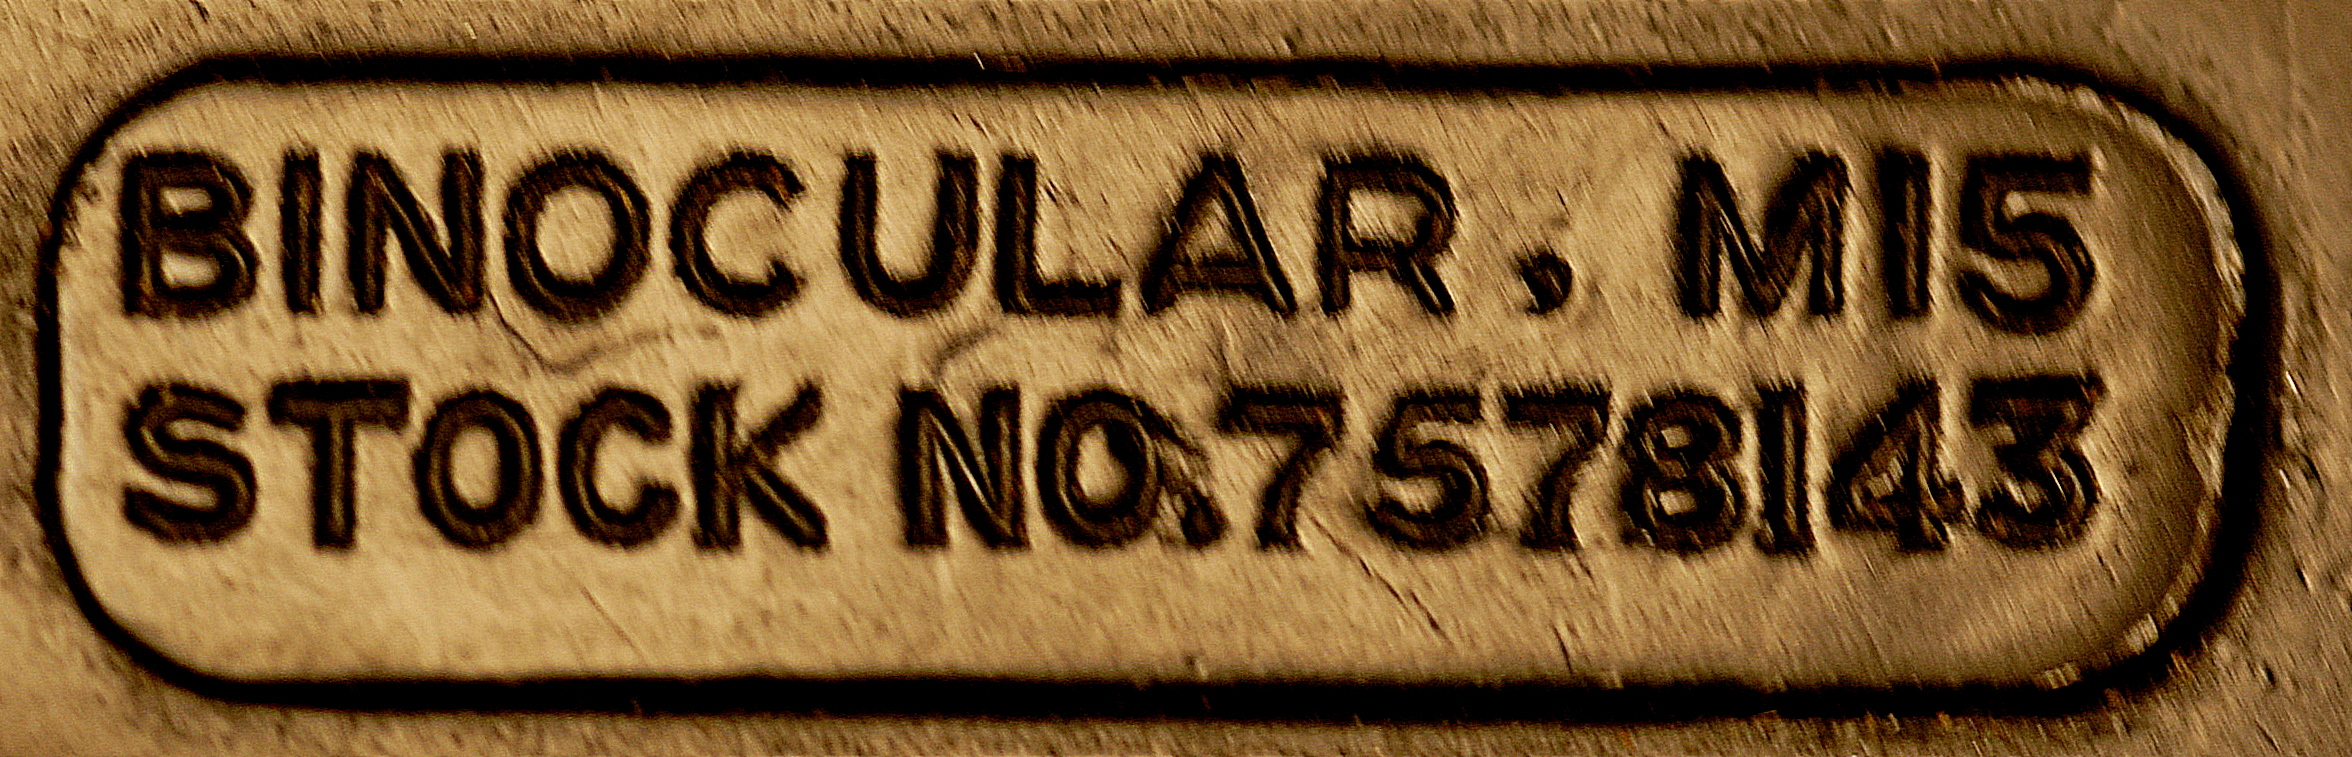 BINOCULAR, M15
STOCK NO.7578143